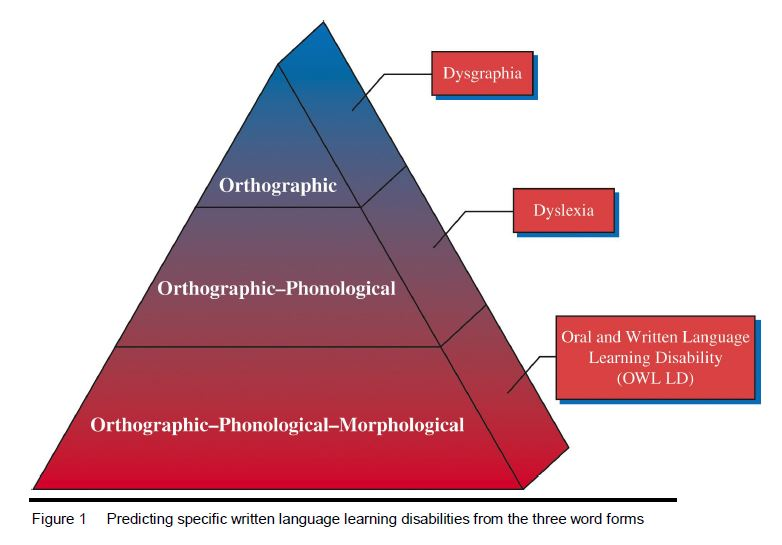 Dysgraphia
Orthographic
Dyslexia
Orthographic–Phonological
Oral and Written Language
Learning Disability
(OWL LD)
Orthographic–Phonological–Morphological
Figure 1 Predicting specific written language learning disabilities from the three word forms